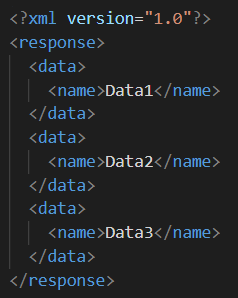 <?xml version="1.0"?>
<response>
  <data>
    <name>Data1</name>
  </data>
  <data>
    <name>Data2</name>
  </data>
  <data>
    <name>Data3</name>
  </data>
</response>